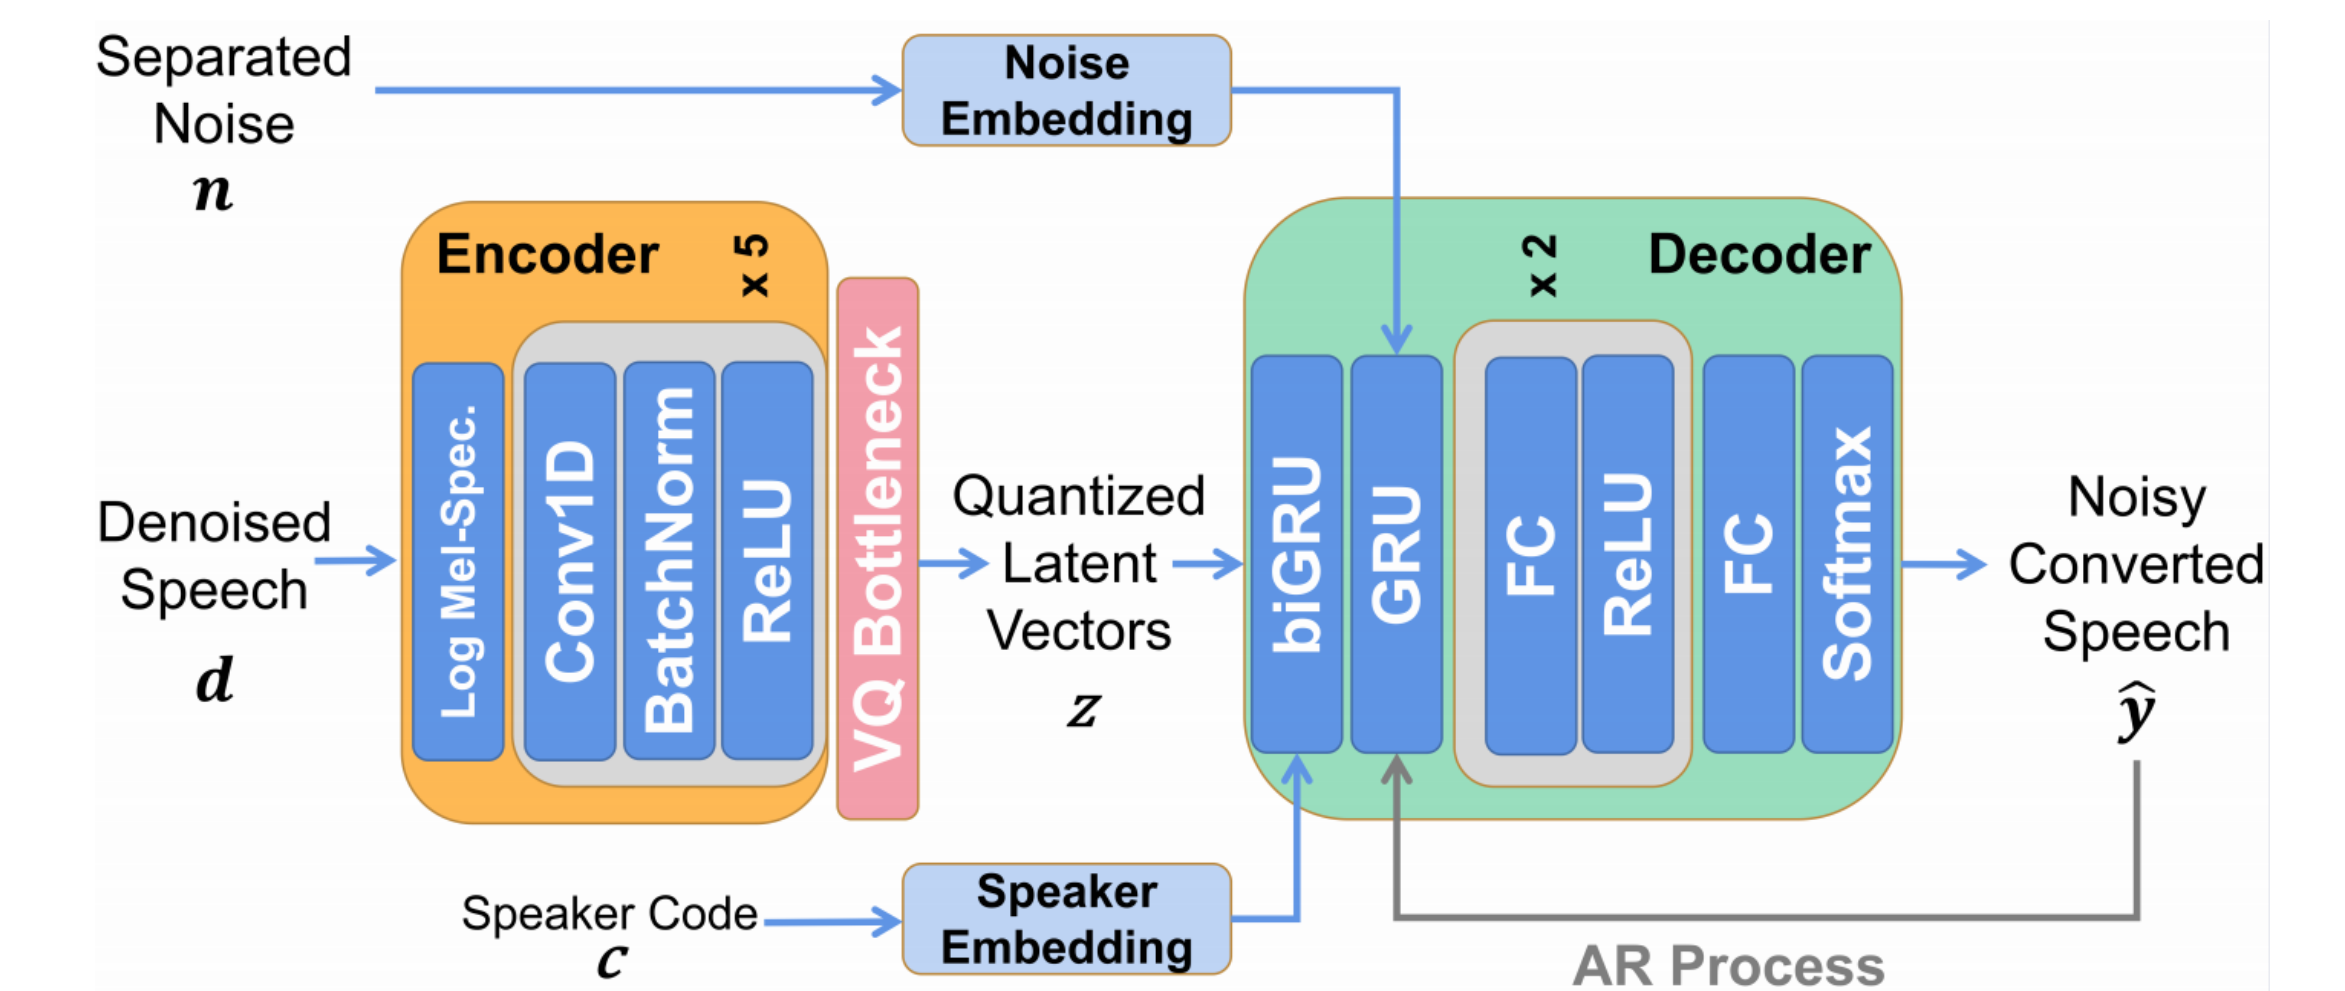 Separated
Noise
n
Noise
Embedding
Encoder
x 5
Log Mel-Spec.
Conv1D
BatchNorm
ReLU
VQ Bottleneck
Denoised
Speech
d
Quantized
Latent
Vectors
z
Decoder
x 2
biGRU
GRU
FC
ReLU
FC
Softmax
Noisy
Converted
Speech
ŷ
Speaker Code
c
Speaker
Embedding
AR Process